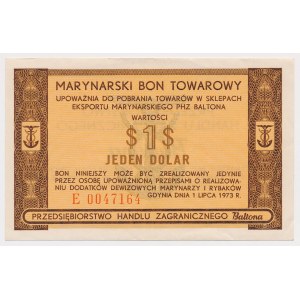 MARYNARSKI BON TOWAROWY
UPOWAŻNIA DO POBRANIA TOWARÓW W SKLEPACH
EKSPORTU MARYNARSKIEGO PHZ BALTONA
WARTOŚCI
$1$
JEDEN DOLAR
BON NINIEJSZY MOŻE BYĆ ZREALIZOWANY JEDYNIE
PRZEZ OSOBĘ UPOWAŻNIONĄ PRZEPISAMI O REALIZOWA-
NIU DODATKÓW DEWIZOWYCH MARYNARZY I RYBAKÓW
E 0047164
GDYNIA DNIA 1 LIPCA 1973 R.
PRZEDSIĘBIORSTWO HANDLU ZAGRANICZNEGO Baltona